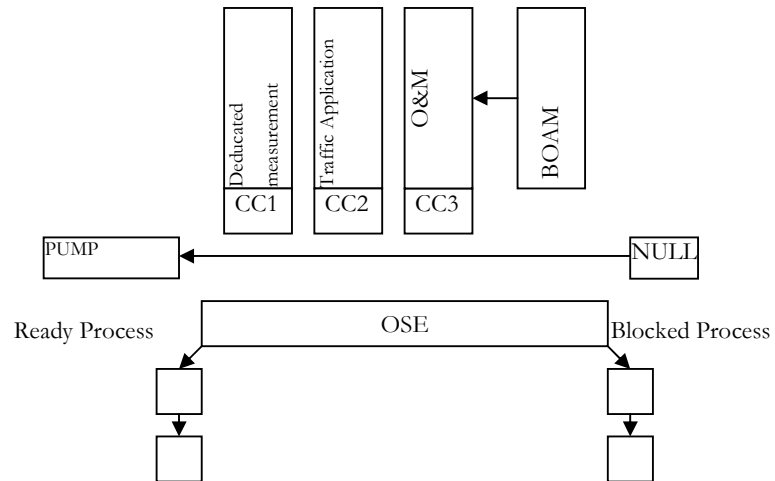 Deducated
measurement
Traffic Application
O&M
BOAM
CC1
CC2
CC3
PUMP
NULL
Ready Process
OSE
Blocked Process